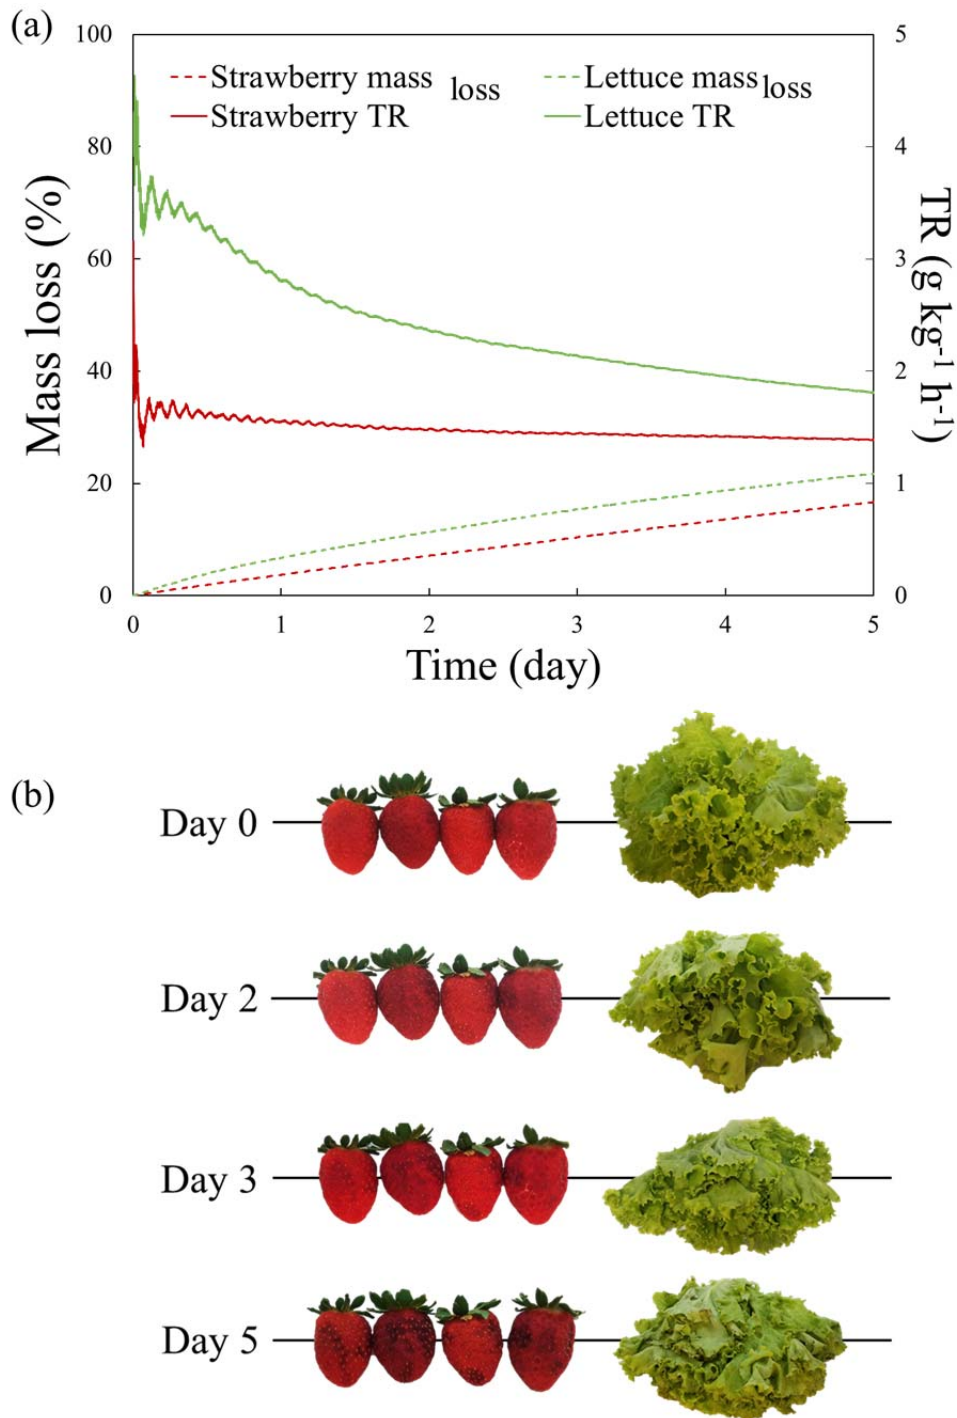 (a)
100
80
60
40
20
0
Mass loss (%)
Strawberry mass loss
Strawberry TR
Lettuce mass loss
Lettuce TR
5
4
3
2
1
0
TR (g kg⁻¹ h⁻¹)
0 1 2 3 4 5
Time (day)
(b)
Day 0
Day 2
Day 3
Day 5